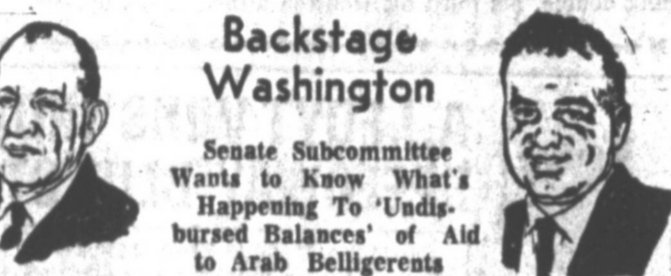 Backstage
Washington
Senate Subcommittee
Wants to Know What's
Happening To 'Undis-
bursed Balances' of Aid
to Arab Belligerents